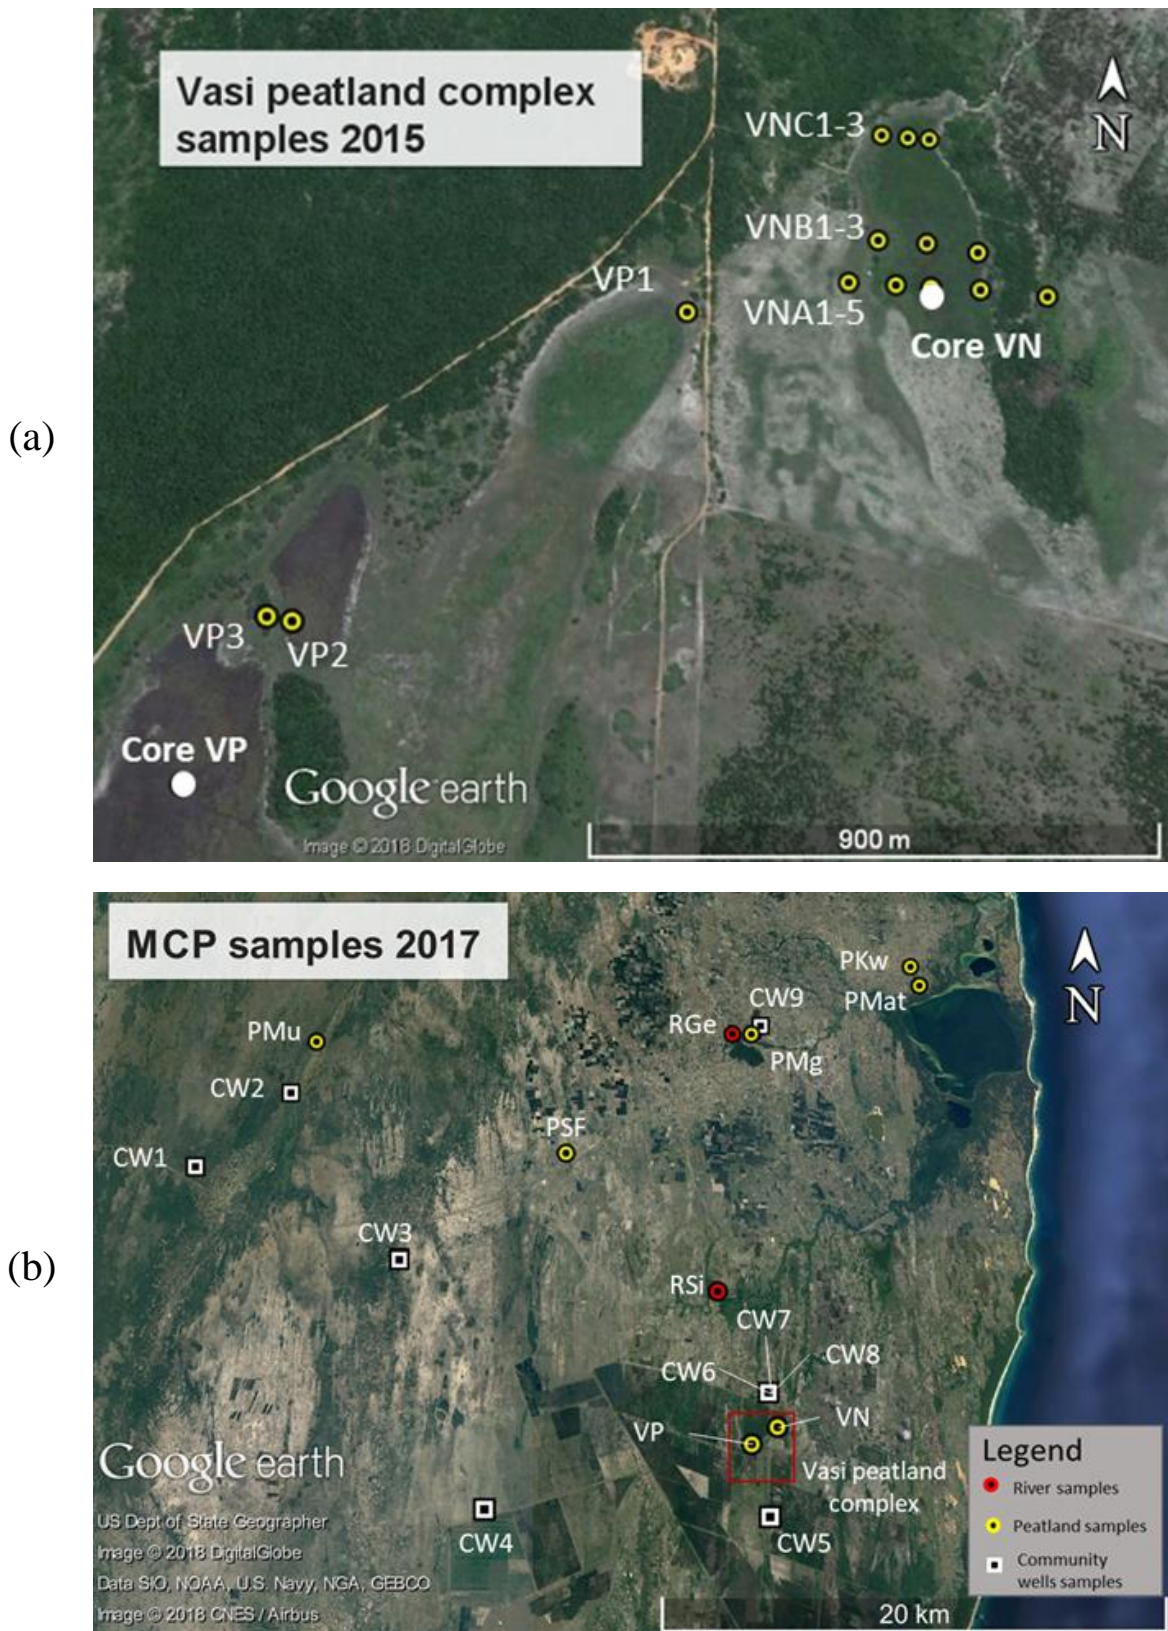 (a)
Vasi peatland complex
samples 2015
N
VNC1-3
VNB1-3
VP1
VNA1-5
Core VN
VP3
VP2
Core VP
Google earth
Image © 2018 DigitalGlobe
900 m
(b)
MCP samples 2017
N
PKw
PMat
CW9
RGe
PMg
PMu
CW2
PSF
CW1
CW3
RSi
CW7
CW8
CW6
VN
VP
Vasi peatland
complex
CW4
CW5
Google earth
US Dept of State Geographer
Image © 2018 DigitalGlobe
Data SIO, NOAA, U.S. Navy, NGA, GEBCO
Image © 2018 CNES / Airbus
Legend
River samples
Peatland samples
Community
wells samples
20 km